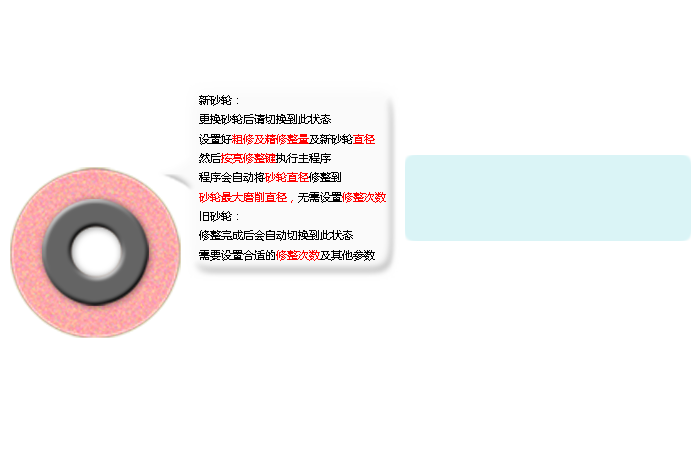 新砂轮：
更换砂轮后请切换到此状态
设置好粗修及精修整量及新砂轮直径
然后按亮修整键执行主程序
程序会自动将砂轮直径修整到
砂轮最大磨削直径，无需设置修整次数
旧砂轮：
修整完成后会自动切换到此状态
需要设置合适的修整次数及其他参数